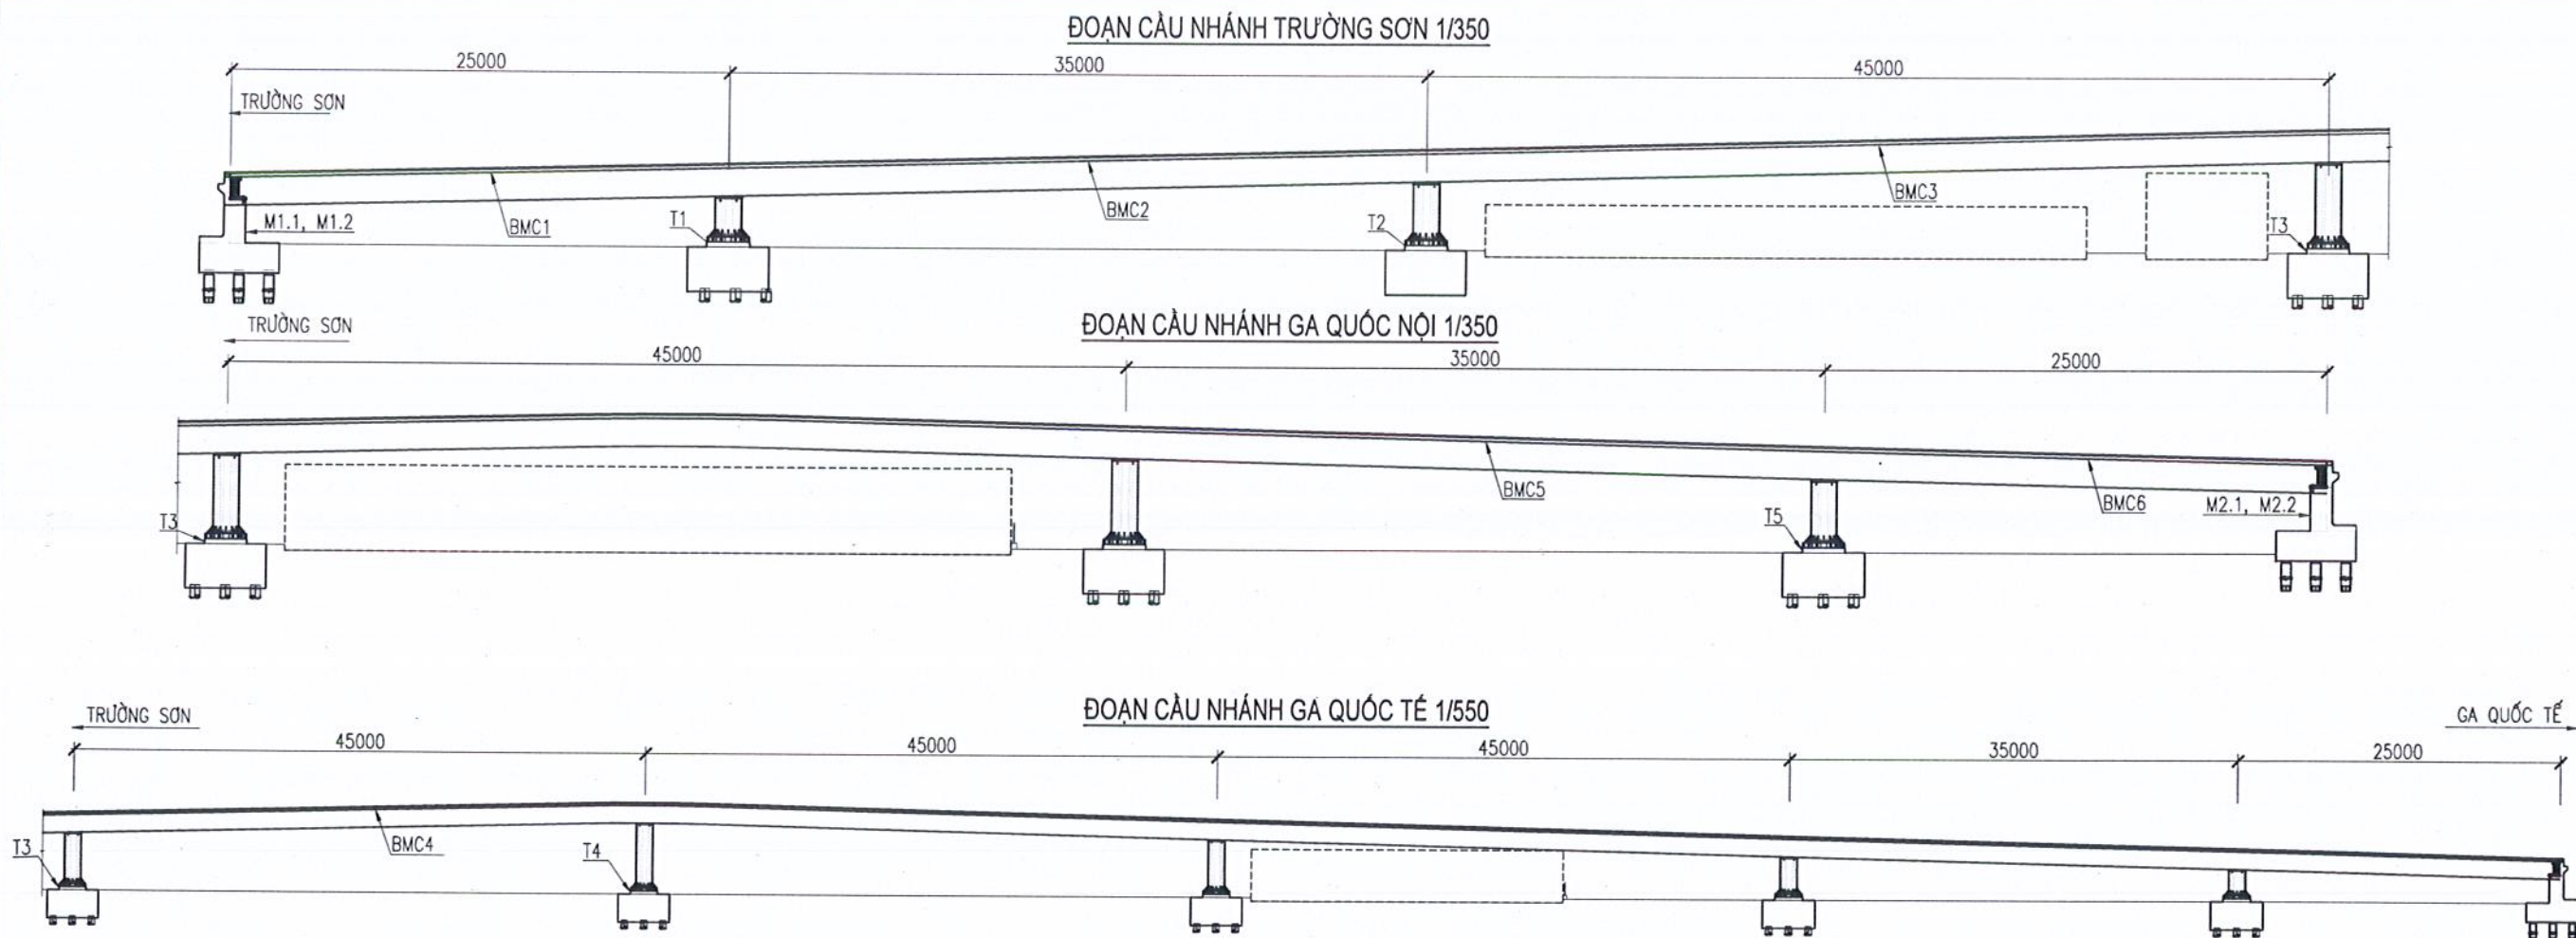 ĐOẠN CẦU NHÁNH TRƯỜNG SƠN 1/350
25000 35000 45000
TRƯỜNG SƠN
M1.1, M1.2 BMC1 T1 BMC2 T2 BMC3 T3
TRƯỜNG SƠN
ĐOẠN CẦU NHÁNH GA QUỐC NỘI 1/350
45000 35000 25000
T3 BMC5 T5 BMC6 M2.1, M2.2
ĐOẠN CẦU NHÁNH GA QUỐC TẾ 1/550
TRƯỜNG SƠN GA QUỐC TẾ
45000 45000 45000 35000 25000
T3 BMC4 T4